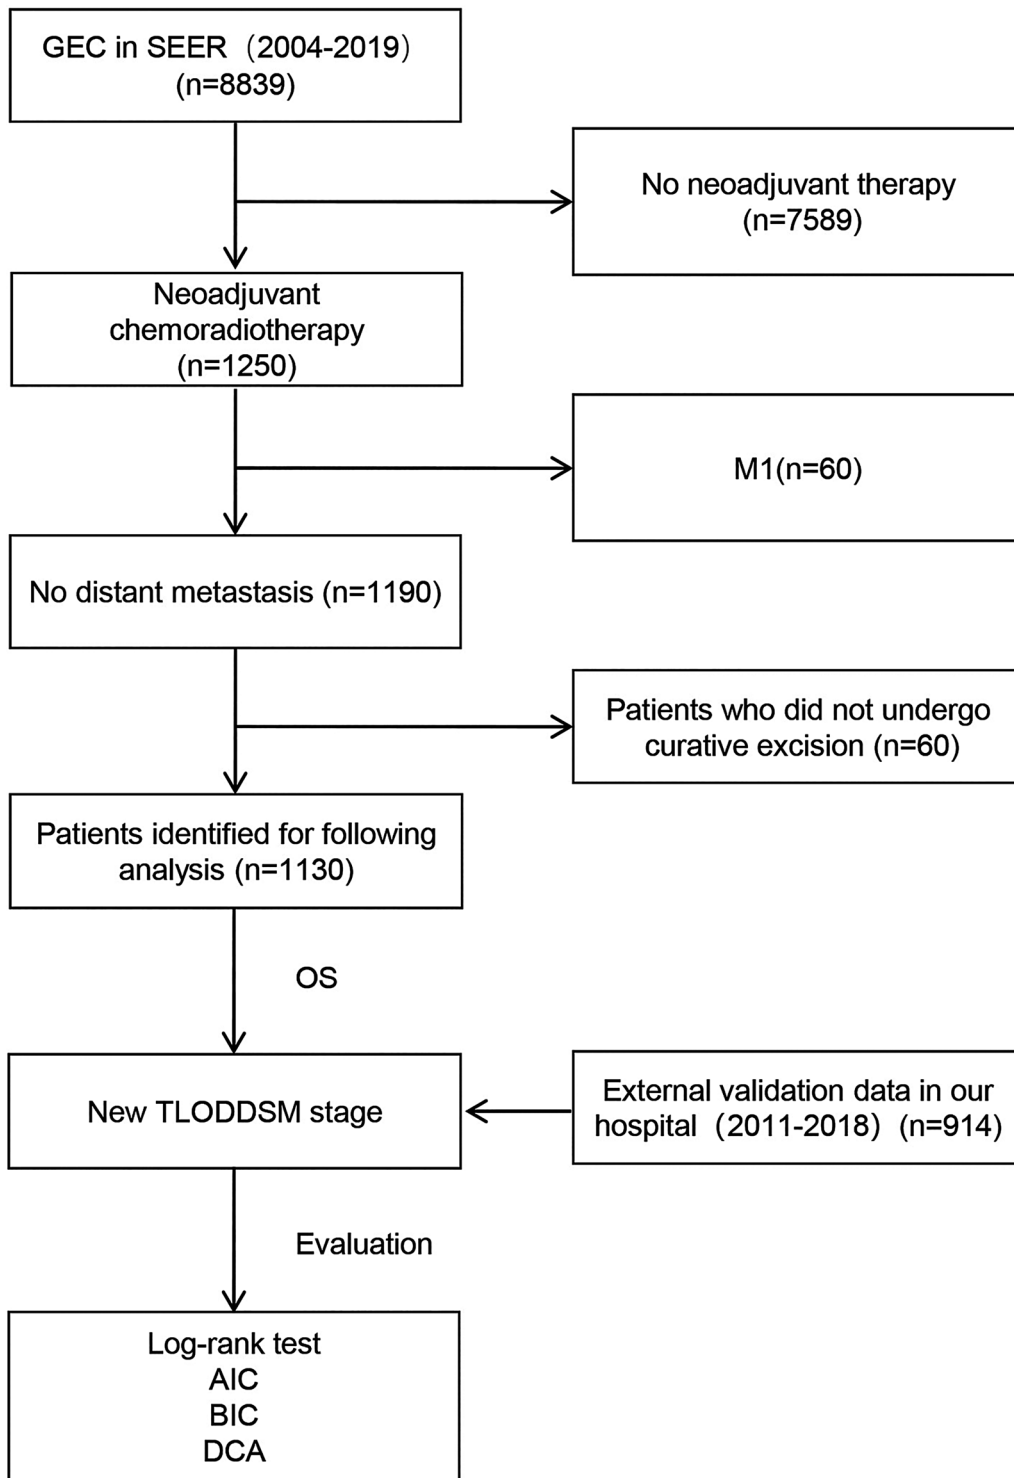 GEC in SEER（2004-2019）
(n=8839)
No neoadjuvant therapy
(n=7589)
Neoadjuvant
chemoradiotherapy
(n=1250)
M1(n=60)
No distant metastasis (n=1190)
Patients who did not undergo
curative excision (n=60)
Patients identified for following
analysis (n=1130)
OS
New TLODDSM stage
External validation data in our
hospital（2011-2018）(n=914)
Evaluation
Log-rank test
AIC
BIC
DCA